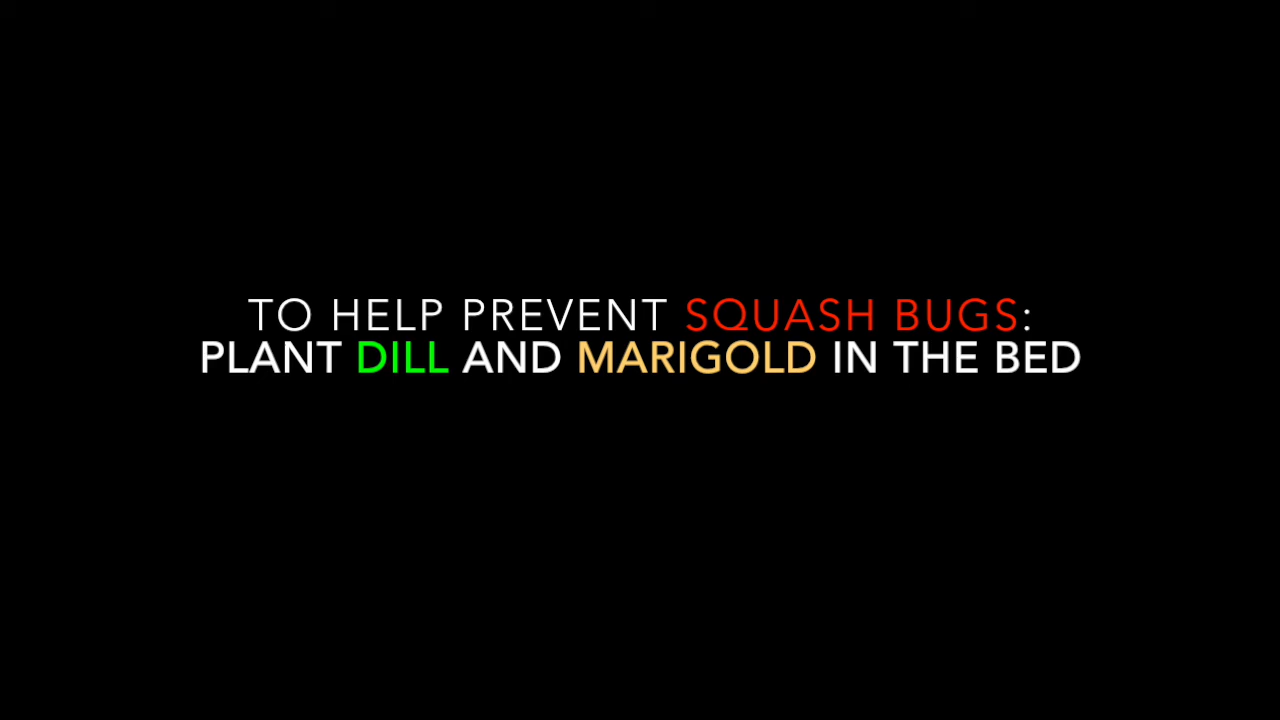 TO HELP PREVENT SQUASH BUGS:
PLANT DILL AND MARIGOLD IN THE BED